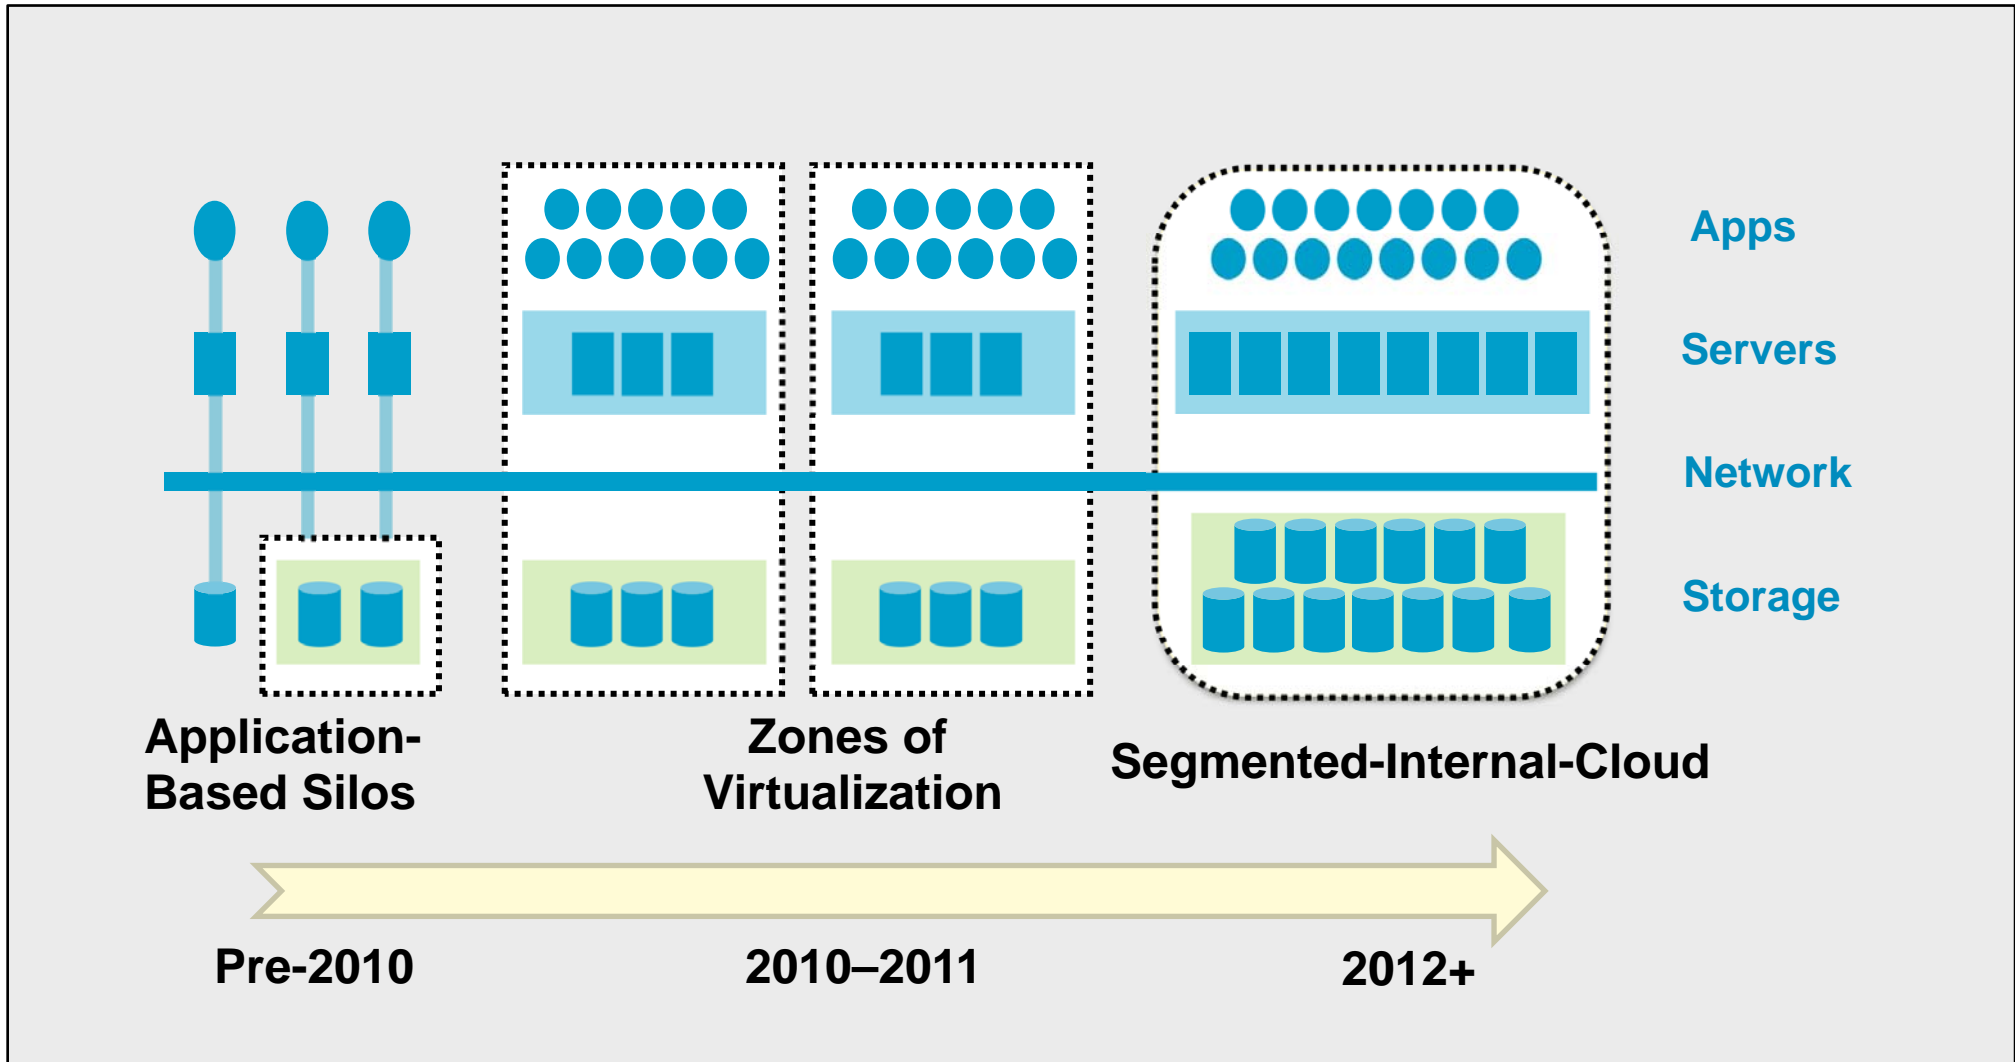 Apps
Servers
Network
Storage
Application-
Based Silos
Zones of
Virtualization
Segmented-Internal-Cloud
Pre-2010
2010–2011
2012+